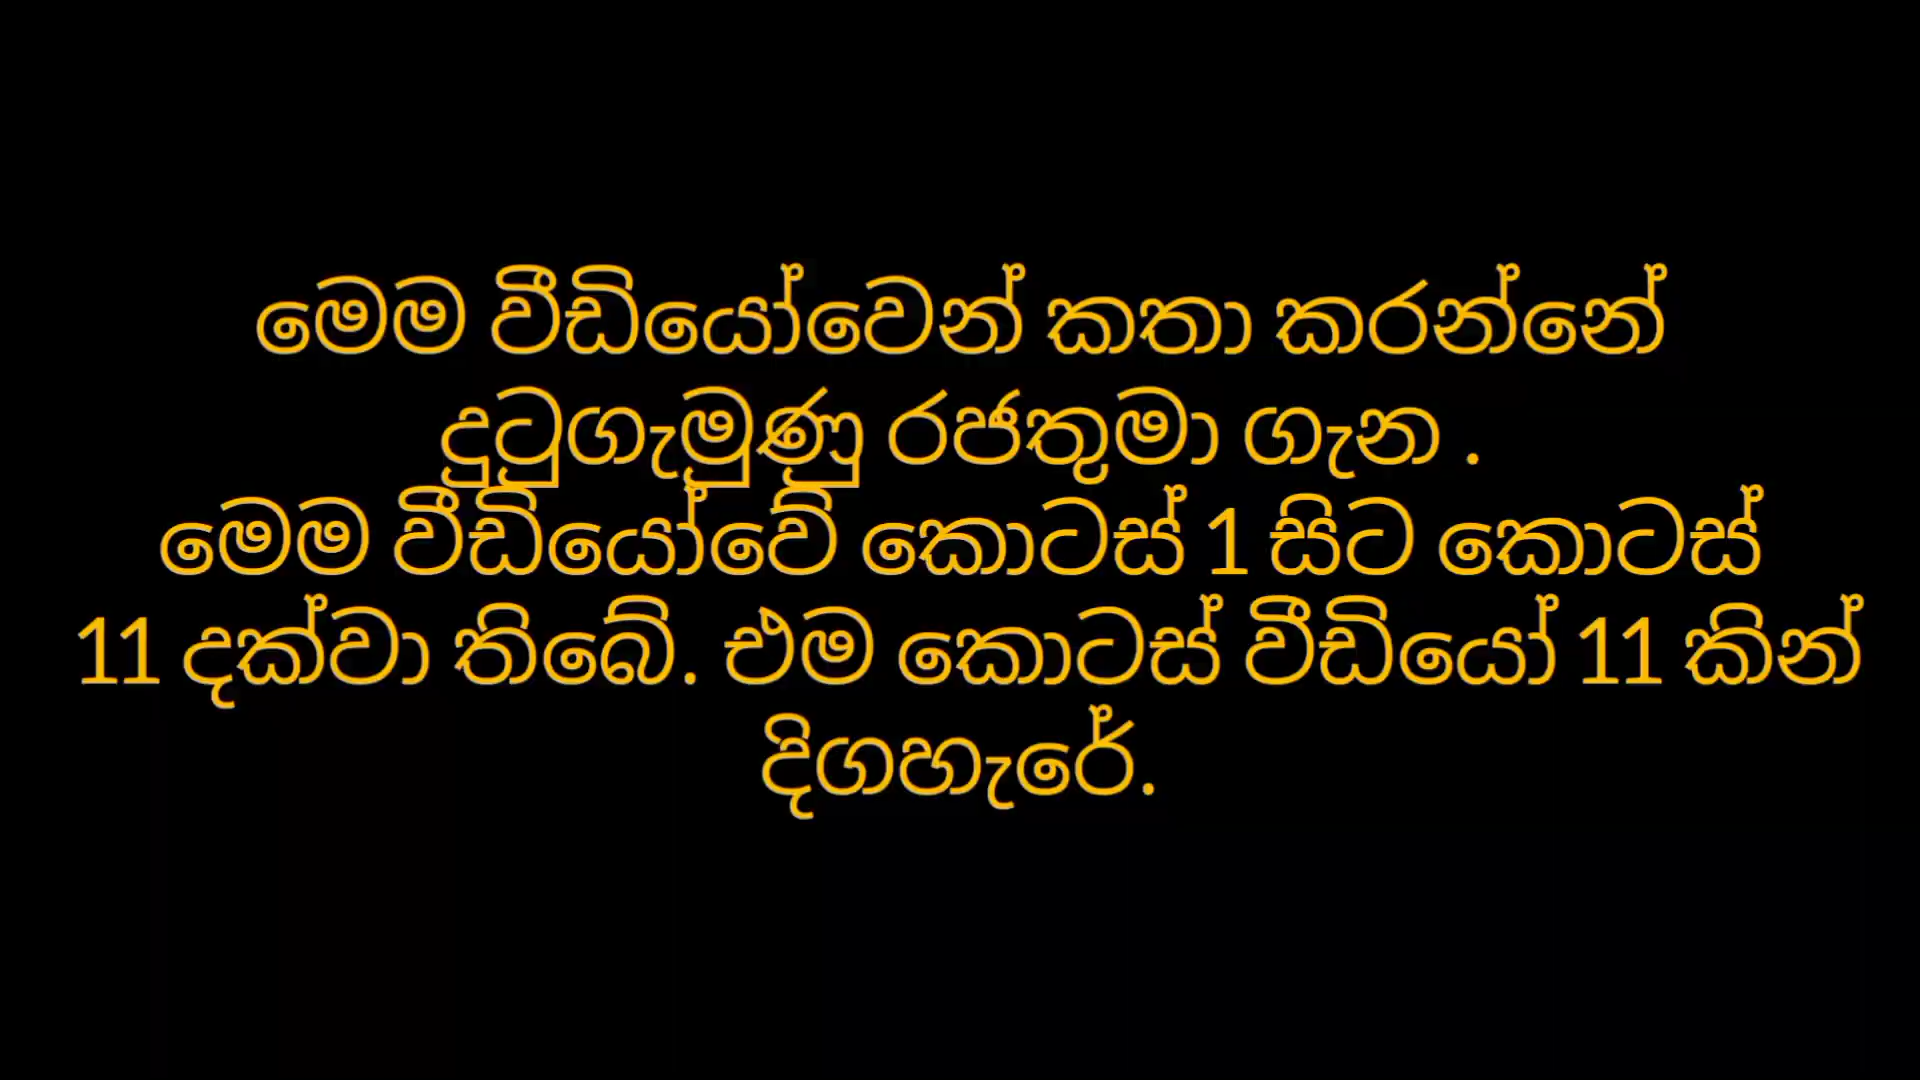 මෙම වීඩියෝවෙන් කතා කරන්නේ
දුටුගැමුණු රජතුමා ගැන .
මෙම වීඩියෝවේ කොටස් 1 සිට කොටස්
11 දක්වා තිබේ. එම කොටස් වීඩියෝ 11 කින්
දිගහැරේ.